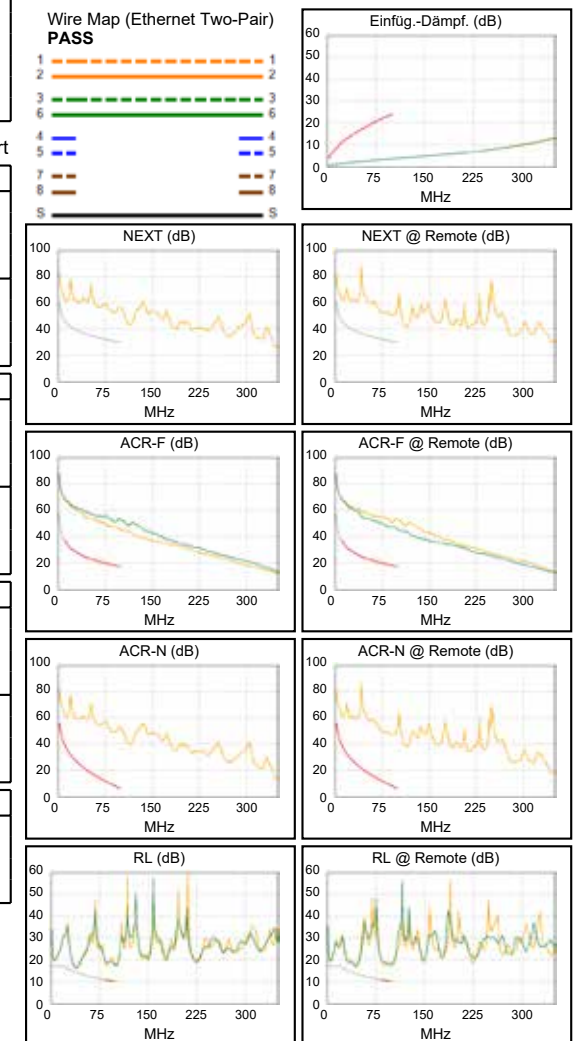 Wire Map (Ethernet Two-Pair)
PASS
1 1
2 2
3 3
6 6
4 4
5 5
7 7
8 8
S S
rt
Einfüg.-Dämpf. (dB)
60
50
40
30
20
10
0
0 75 150 225 300
MHz
NEXT (dB)
100
80
60
40
20
0
0 75 150 225 300
MHz
NEXT @ Remote (dB)
100
80
60
40
20
0
0 75 150 225 300
MHz
ACR-F (dB)
100
80
60
40
20
0
0 75 150 225 300
MHz
ACR-F @ Remote (dB)
100
80
60
40
20
0
0 75 150 225 300
MHz
ACR-N (dB)
100
80
60
40
20
0
0 75 150 225 300
MHz
ACR-N @ Remote (dB)
100
80
60
40
20
0
0 75 150 225 300
MHz
RL (dB)
60
50
40
30
20
10
0
0 75 150 225 300
MHz
RL @ Remote (dB)
60
50
40
30
20
10
0
0 75 150 225 300
MHz